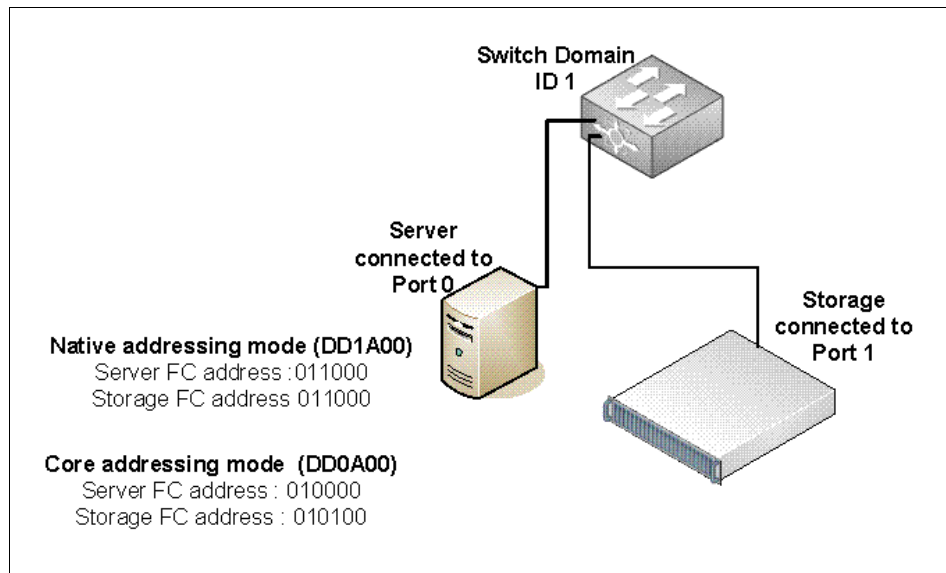 Switch Domain
ID 1
Server
connected to
Port 0
Storage
connected to
Port 1
Native addressing mode (DD1A00)
Server FC address :011000
Storage FC address 011000
Core addressing mode (DD0A00)
Server FC address : 010000
Storage FC address : 010100